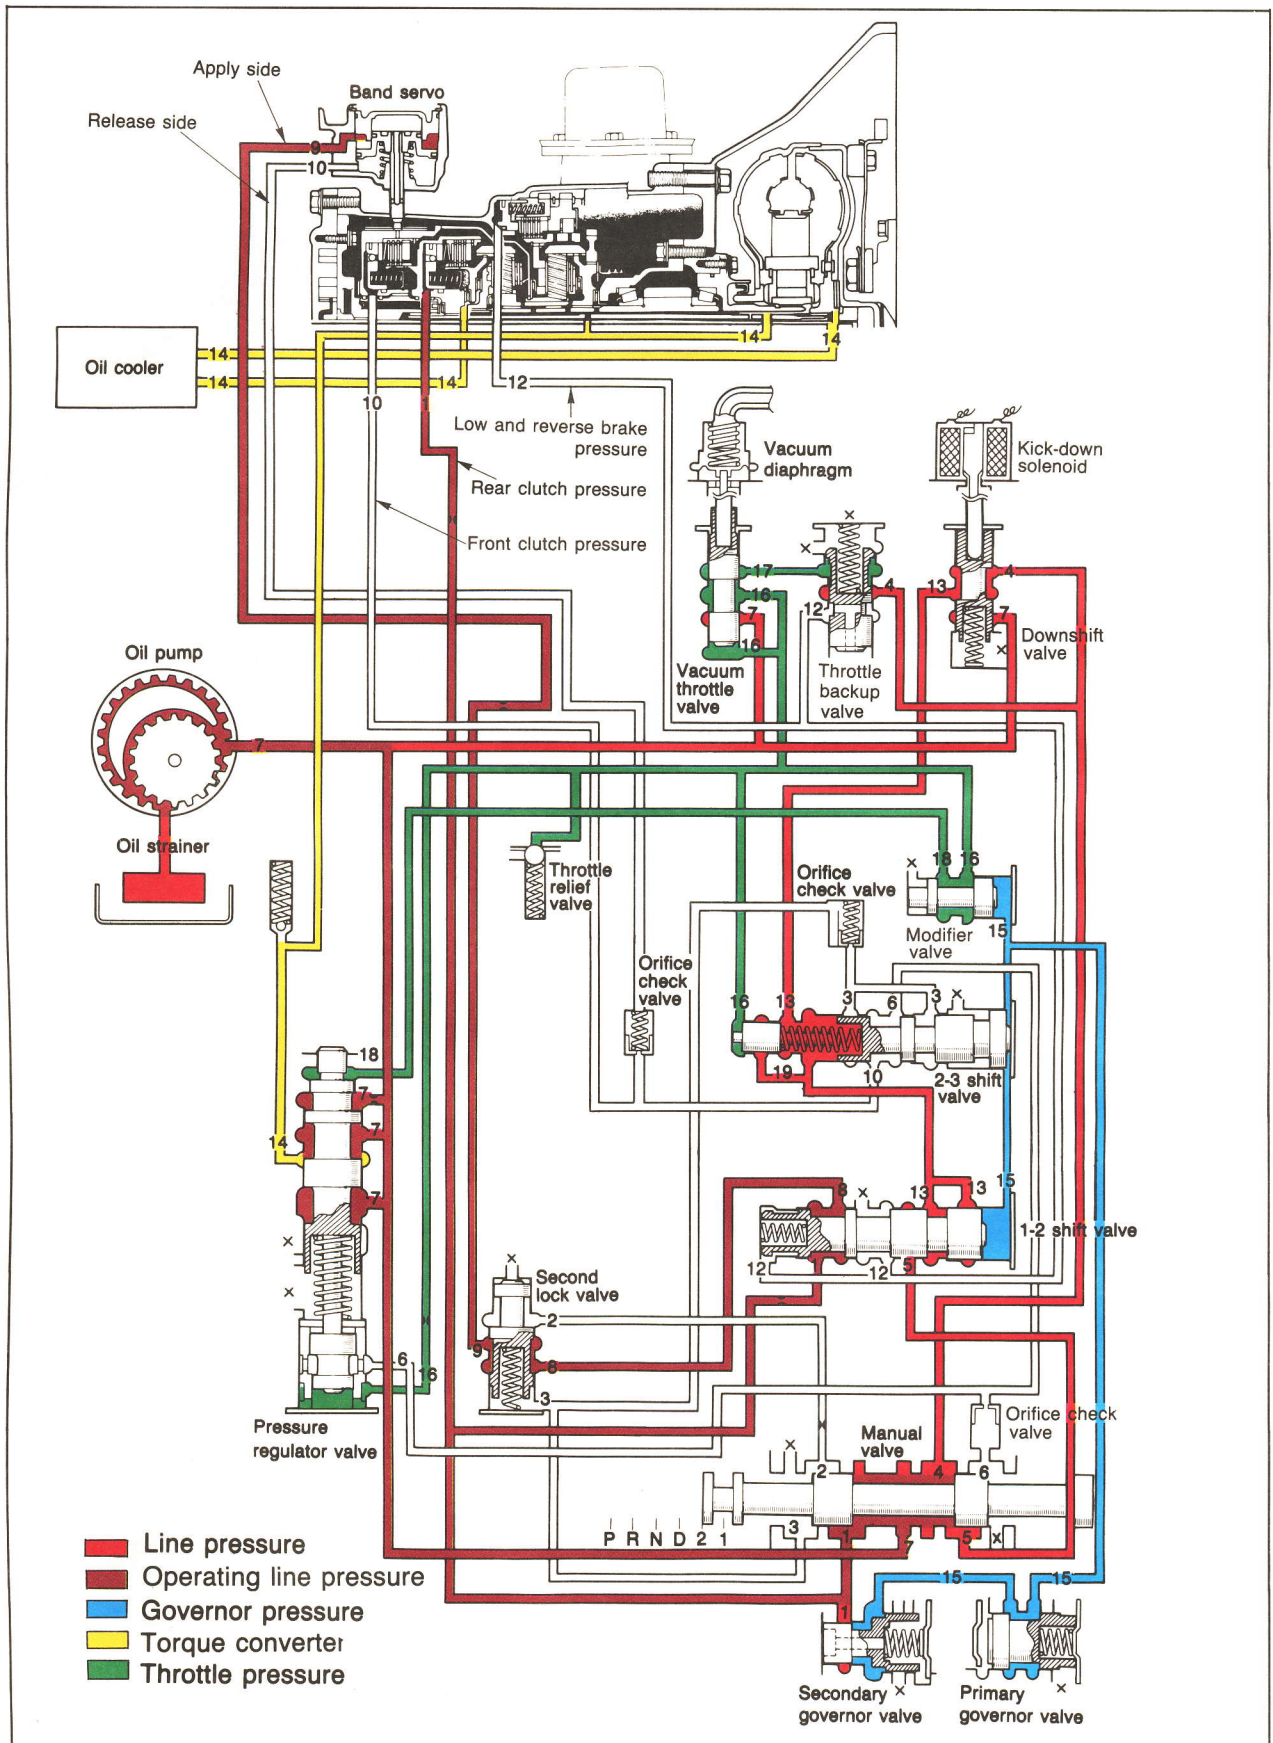 Apply side
Band servo
Release side
9
10
Oil cooler
14
14
14
14
14
10
1
12
Low and reverse brake
pressure
Rear clutch pressure
Front clutch pressure
Vacuum
diaphragm
Kick-down
solenoid
17
16
7
16
4
12
13
4
7
Vacuum
throttle
valve
Throttle
backup
valve
Downshift
valve
Oil pump
7
Oil strainer
Throttle
relief
valve
Orifice
check valve
18 16
Modifier
valve
15
Orifice
check
valve
16 13 3 6 3
19 10
2-3 shift
valve
18
7
7
14
7
8
13 13
15
1-2 shift valve
12 12 5
Second
lock valve
2
9
8
3
6
16
Pressure
regulator valve
Orifice check
valve
Manual
valve
2 4 6
P R N D 2 1
3 1 7 5
Line pressure
Operating line pressure
Governor pressure
Torque converter
Throttle pressure
15 15
1
Secondary
governor valve
Primary
governor valve